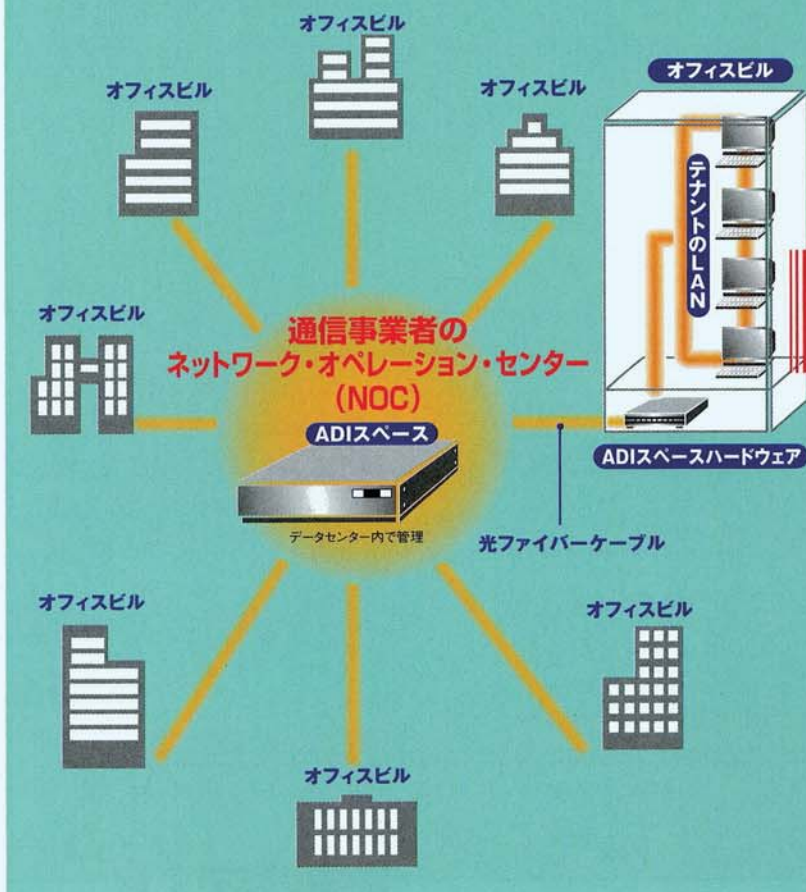 オフィスビル
オフィスビル
オフィスビル
オフィスビル
テナントのLAN
オフィスビル
通信事業者の
ネットワーク・オペレーション・センター
(NOC)
ADIスペース
ADIスペースハードウェア
データセンター内で管理
光ファイバーケーブル
オフィスビル
オフィスビル
オフィスビル